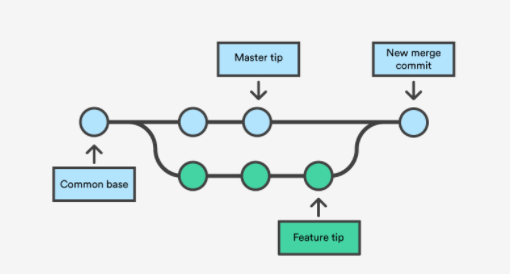 Master tip
New merge
commit
Common base
Feature tip